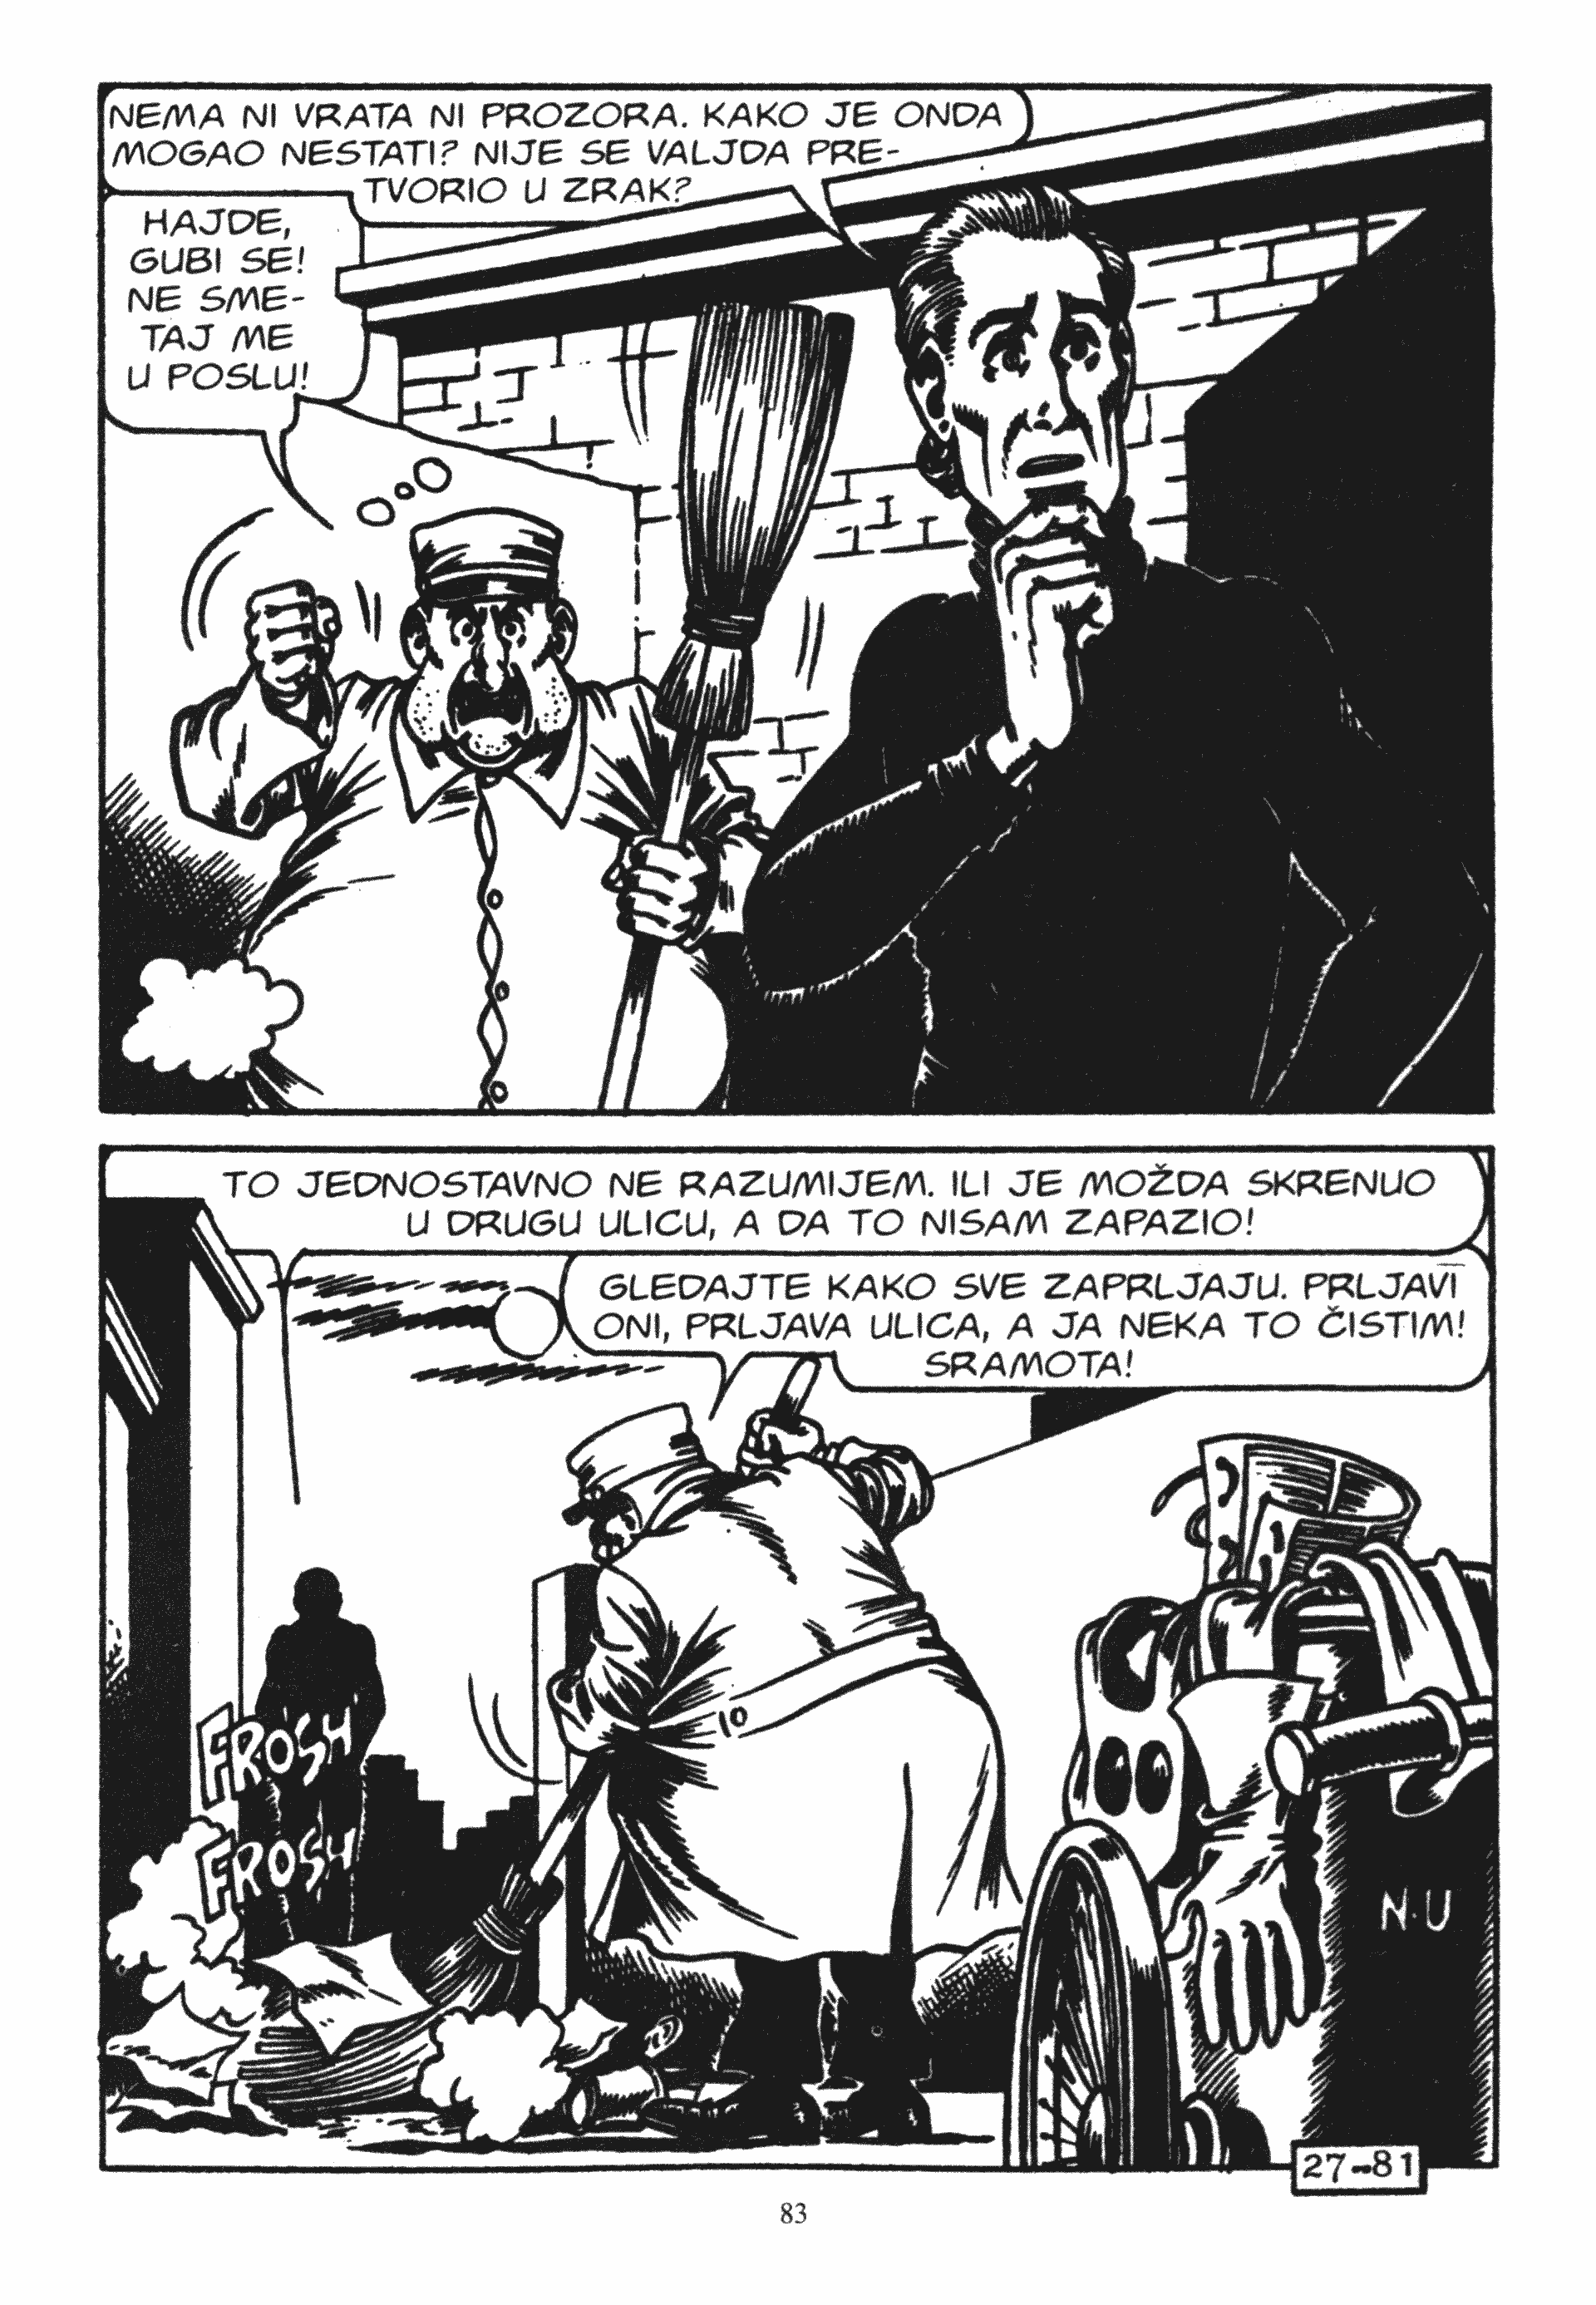 NEMA NI VRATA NI PROZORA. KAKO JE ONDA
MOGAO NESTATI? NIJE SE VALJDA PRE-
TVORIO U ZRAK?
HAJDE,
GUBI SE!
NE SME-
TAJ ME
U POSLU!
TO JEDNOSTAVNO NE RAZUMIJEM. ILI JE MOŽDA SKRENUO
U DRUGU ULICU, A DA TO NISAM ZAPAZIO!
GLEDAJTE KAKO SVE ZAPRLJAJU. PRLJAVI
ONI, PRLJAVA ULICA, A JA NEKA TO ČISTIM!
SRAMOTA!
10
FROSH
FROSH
N.U
27-81
83